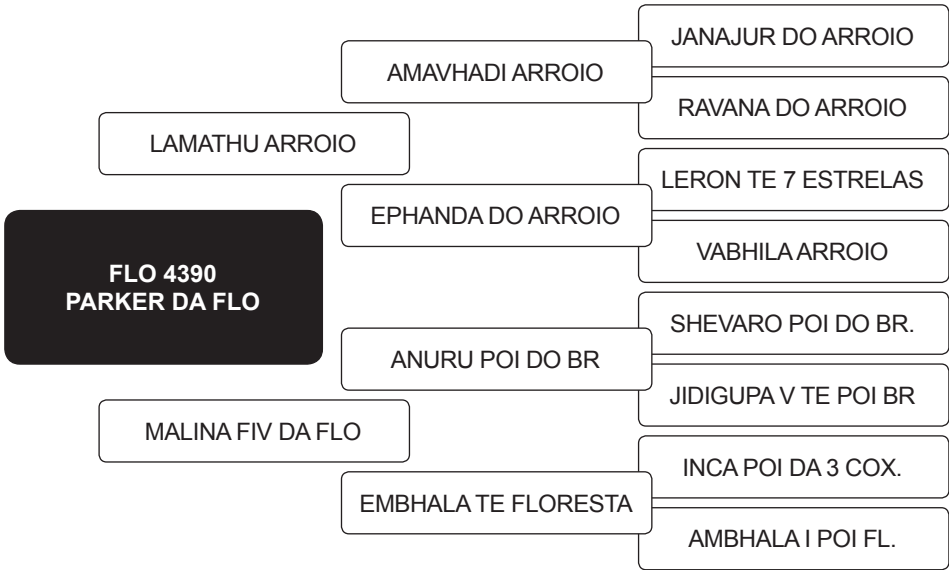 JANAJUR DO ARROIO
AMAVHADI ARROIO
RAVANA DO ARROIO
LAMATHU ARROIO
LERON TE 7 ESTRELAS
EPHANDA DO ARROIO
VABHILA ARROIO
FLO 4390
PARKER DA FLO
SHEVARO POI DO BR.
ANURU POI DO BR
JIDIGUPA V TE POI BR
MALINA FIV DA FLO
INCA POI DA 3 COX.
EMBHALA TE FLORESTA
AMBHALA I POI FL.